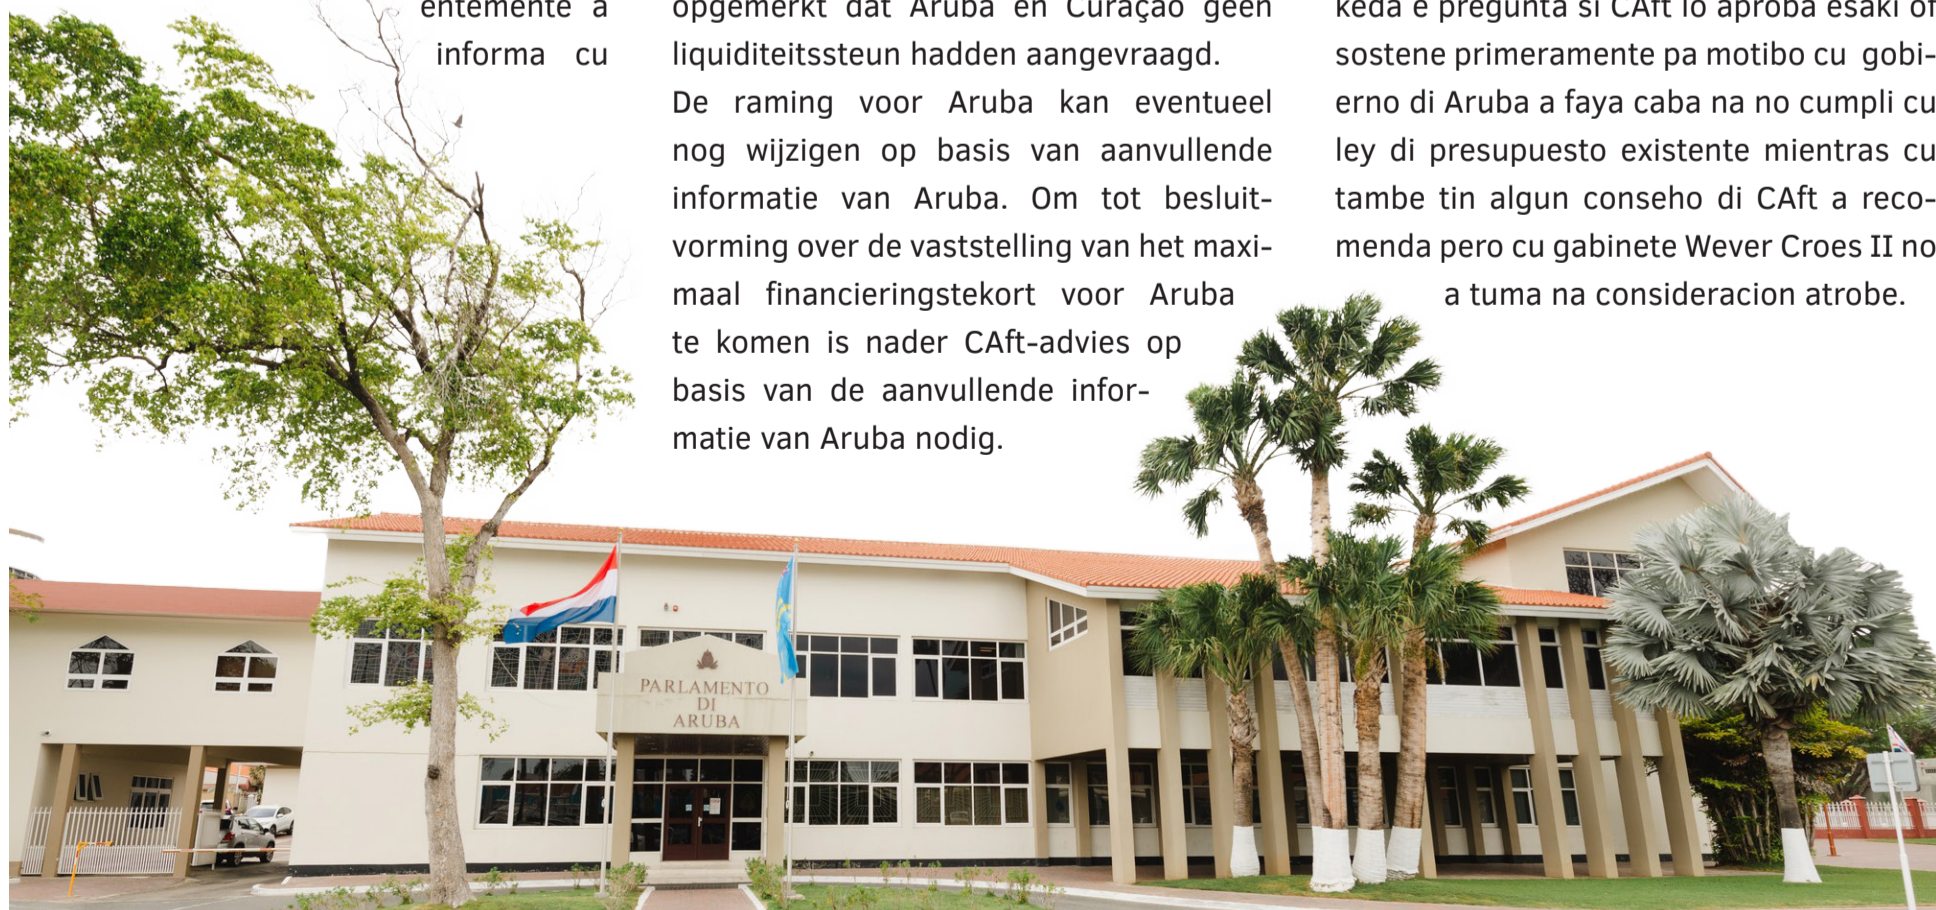 entemente a
informa cu
opgemerkt dat Aruba en Curaçao geen
liquiditeitssteun hadden aangevraagd.
De raming voor Aruba kan eventueel
nog wijzigen op basis van aanvullende
informatie van Aruba. Om tot besluit-
vorming over de vaststelling van het maxi-
maal financieringstekort voor Aruba
te komen is nader CAft-advies op
basis van de aanvullende infor-
matie van Aruba nodig.
keda e pregunta si CAft lo aproba esaki of
sostene primeramente pa motibo cu gobi-
erno di Aruba a faya caba na no cumpli cu
ley di presupuesto existente mientras cu
tambe tin algun conseho di CAft a reco-
menda pero cu gabinete Wever Croes II no
a tuma na consideracion atrobe.
PARLAMENTO
DI
ARUBA